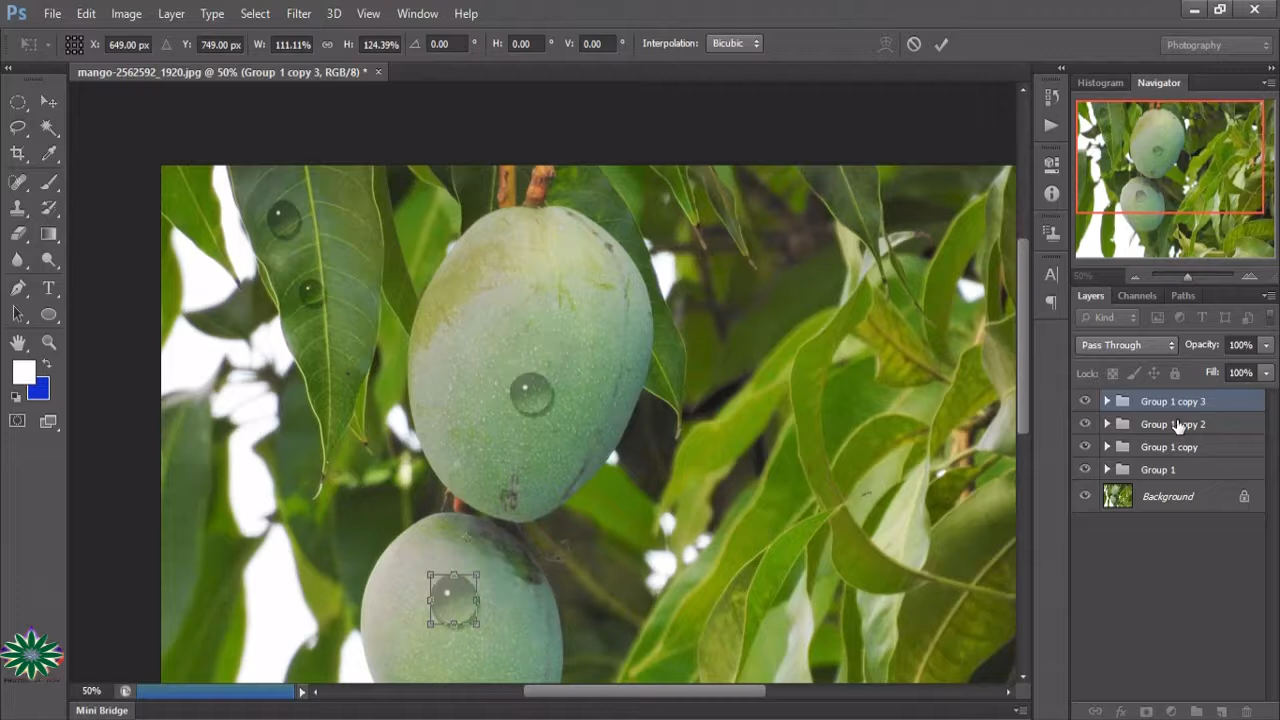 Ps File Edit Image Layer Type Select Filter 3D View Window Help
X: 649.00 px Y: 749.00 px W: 111.11% H: 124.39% 0.00 ° H: 0.00 ° V: 0.00 ° Interpolation: Bicubic Photography
mango-2562592_1920.jpg @ 50% (Group 1 copy 3, RGB/8) * ×
Histogram Navigator
50%
Layers Channels Paths
Kind
Pass Through Opacity: 100%
Lock: Fill: 100%
Group 1 copy 3
Group 1 copy 2
Group 1 copy
Group 1
Background
50%
Mini Bridge